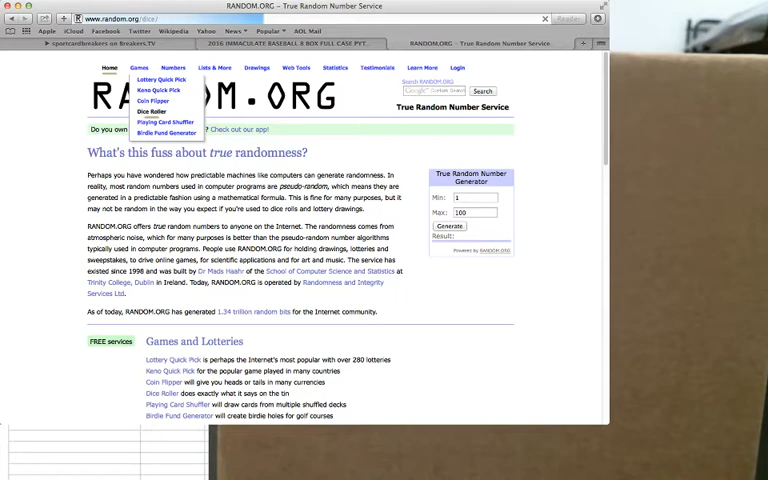 RANDOM.ORG – True Random Number Service
www.random.org/dice/
Reader
Apple iCloud Facebook Twitter Wikipedia Yahoo News Popular AOL Mail
sportcardbreakers on Breakers.TV
2016 IMMACULATE BASEBALL 8 BOX FULL CASE PYT...
RANDOM.ORG - True Random Number Service
Home Games Numbers Lists & More Drawings Web Tools Statistics Testimonials Learn More Login
Lottery Quick Pick
Keno Quick Pick
Coin Flipper
Dice Roller
Playing Card Shuffler
Birdie Fund Generator
Search RANDOM.ORG
Google™ Custom Search
RANDOM.ORG
True Random Number Service
Do you own ? Check out our app!
What's this fuss about true randomness?
Perhaps you have wondered how predictable machines like computers can generate randomness. In
reality, most random numbers used in computer programs are pseudo-random, which means they are
generated in a predictable fashion using a mathematical formula. This is fine for many purposes, but it
may not be random in the way you expect if you're used to dice rolls and lottery drawings.
RANDOM.ORG offers true random numbers to anyone on the Internet. The randomness comes from
atmospheric noise, which for many purposes is better than the pseudo-random number algorithms
typically used in computer programs. People use RANDOM.ORG for holding drawings, lotteries and
sweepstakes, to drive online games, for scientific applications and for art and music. The service has
existed since 1998 and was built by Dr Mads Haahr of the School of Computer Science and Statistics at
Trinity College, Dublin in Ireland. Today, RANDOM.ORG is operated by Randomness and Integrity
Services Ltd.
As of today, RANDOM.ORG has generated 1.34 trillion random bits for the Internet community.
True Random Number
Generator
Min: 1
Max: 100
Generate
Result:
Powered by RANDOM.ORG
FREE services
Games and Lotteries
Lottery Quick Pick is perhaps the Internet's most popular with over 280 lotteries
Keno Quick Pick for the popular game played in many countries
Coin Flipper will give you heads or tails in many currencies
Dice Roller does exactly what it says on the tin
Playing Card Shuffler will draw cards from multiple shuffled decks
Birdie Fund Generator will create birdie holes for golf courses